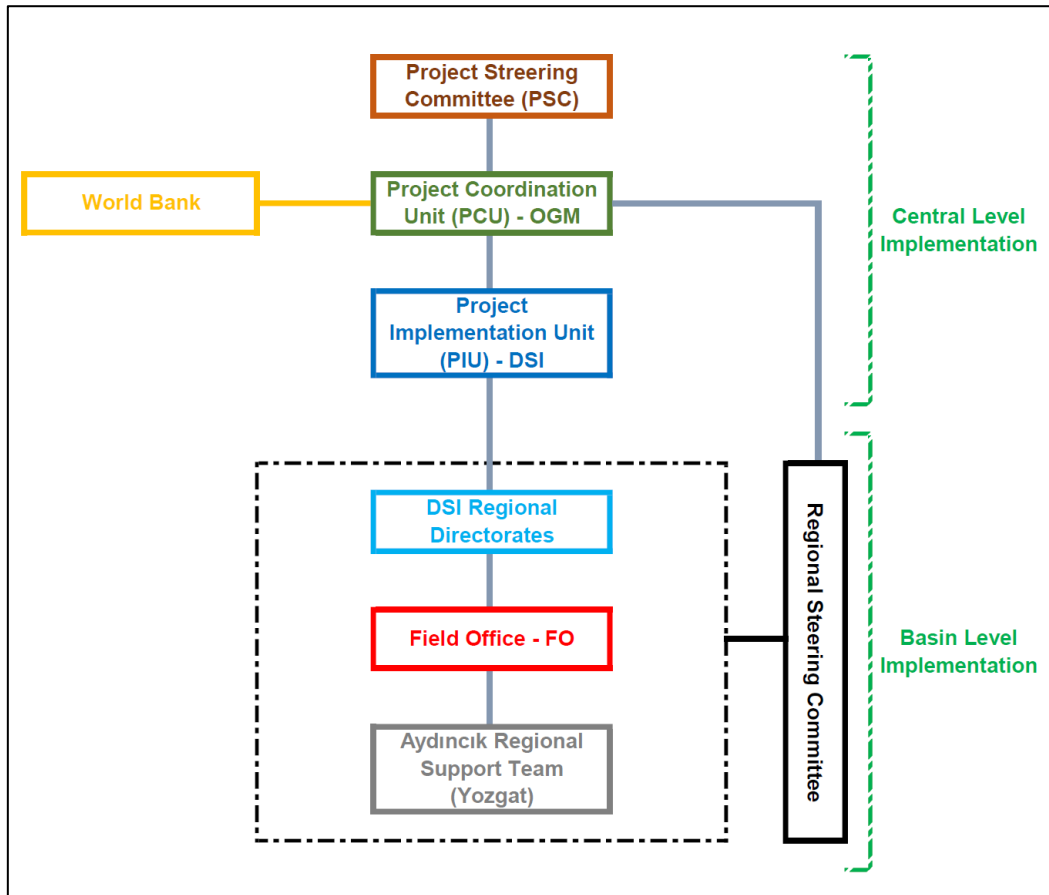 Project Streering
Committee (PSC)
World Bank
Project Coordination
Unit (PCU) - OGM
Central Level
Implementation
Project
Implementation Unit
(PIU) - DSI
DSI Regional
Directorates
Regional Steering Committee
Field Office - FO
Basin Level
Implementation
Aydıncık Regional
Support Team
(Yozgat)